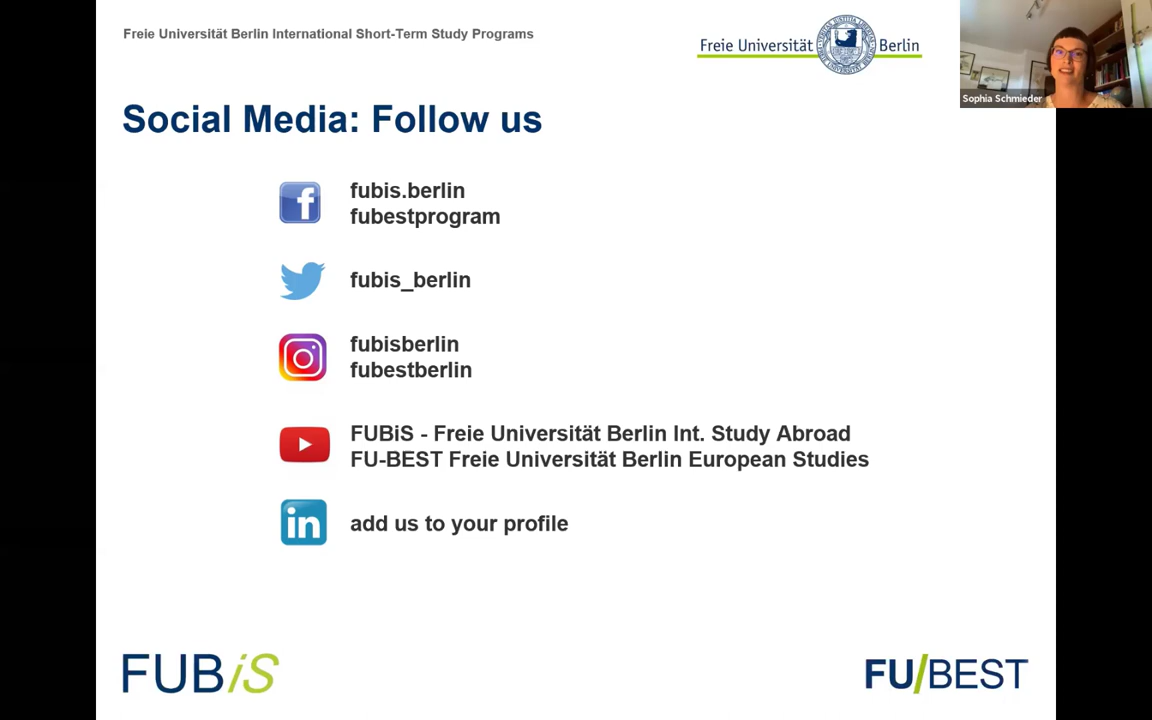 Freie Universität Berlin International Short-Term Study Programs
Freie Universität Berlin
Sophia Schmieder
Social Media: Follow us
fubis.berlin
fubestprogram
fubis_berlin
fubisberlin
fubestberlin
FUBiS - Freie Universität Berlin Int. Study Abroad
FU-BEST Freie Universität Berlin European Studies
in
add us to your profile
FUBiS
FU/BEST